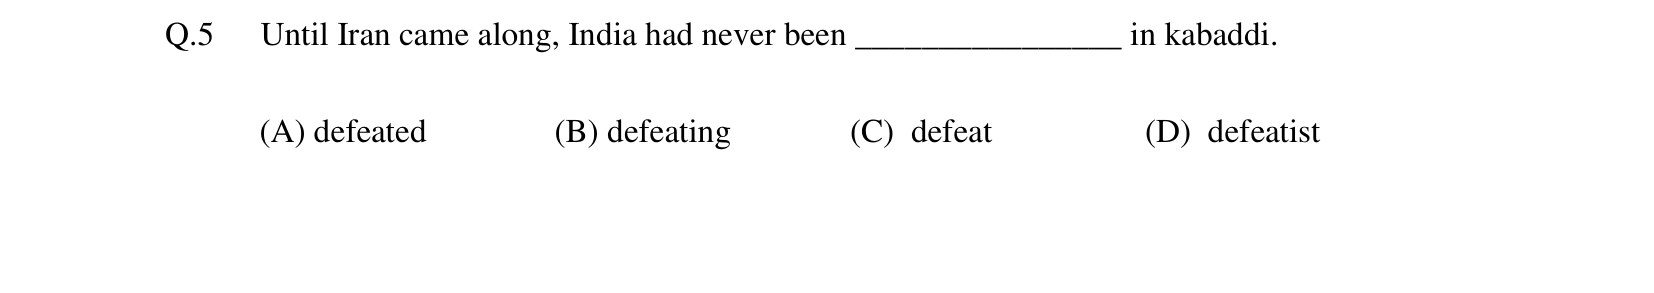 Q.5 Until Iran came along, India had never been ________________ in kabaddi.
(A) defeated (B) defeating (C) defeat (D) defeatist